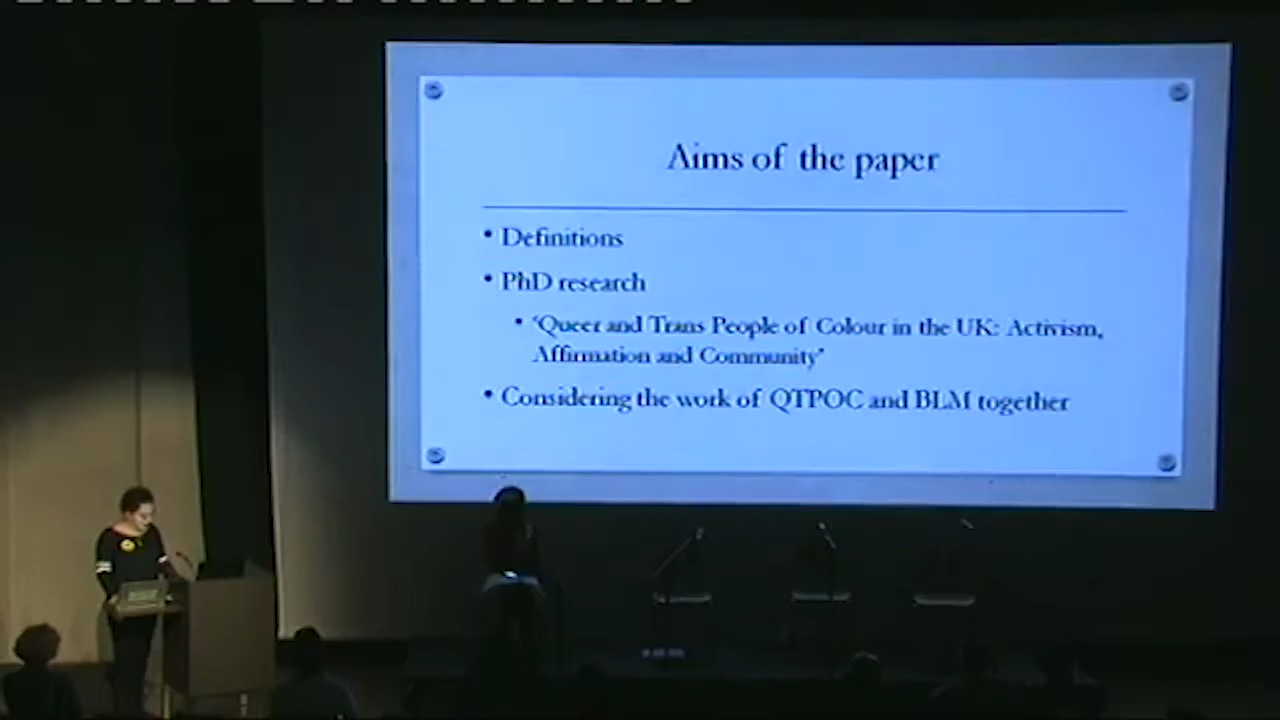 Aims of the paper
• Definitions
• PhD research
• 'Queer and Trans People of Colour in the UK: Activism,
Affirmation and Community'
• Considering the work of QTPOC and BLM together